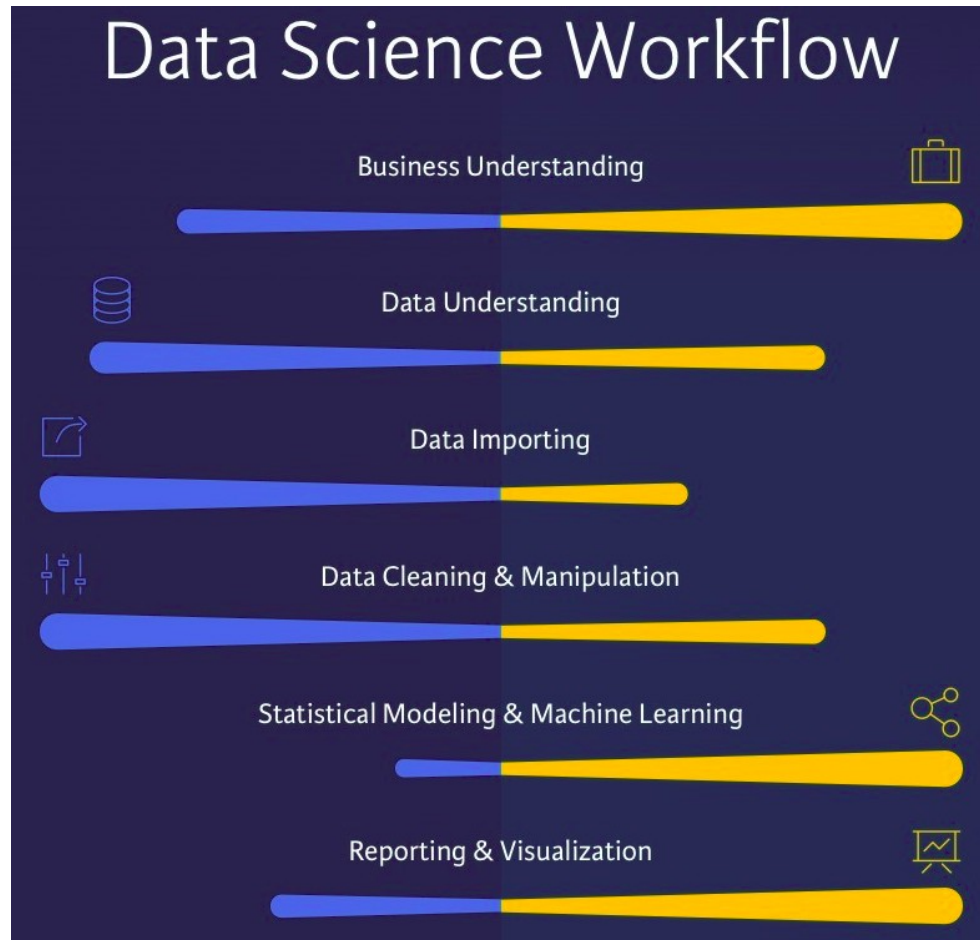 Data Science Workflow
Business Understanding
Data Understanding
Data Importing
Data Cleaning & Manipulation
Statistical Modeling & Machine Learning
Reporting & Visualization